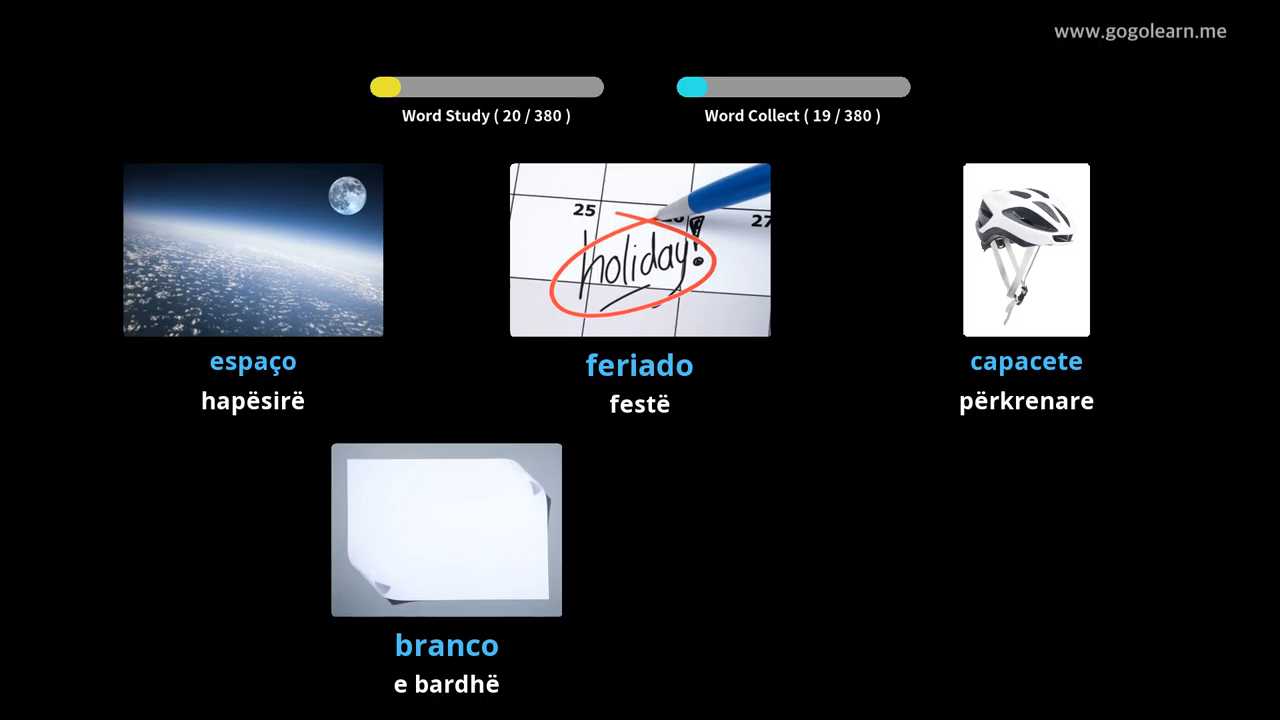 www.gogolearn.me
Word Study ( 20 / 380 )
Word Collect ( 19 / 380 )
25
27
holiday!
espaço
feriado
capacete
hapësirë
festë
përkrenare
branco
e bardhë